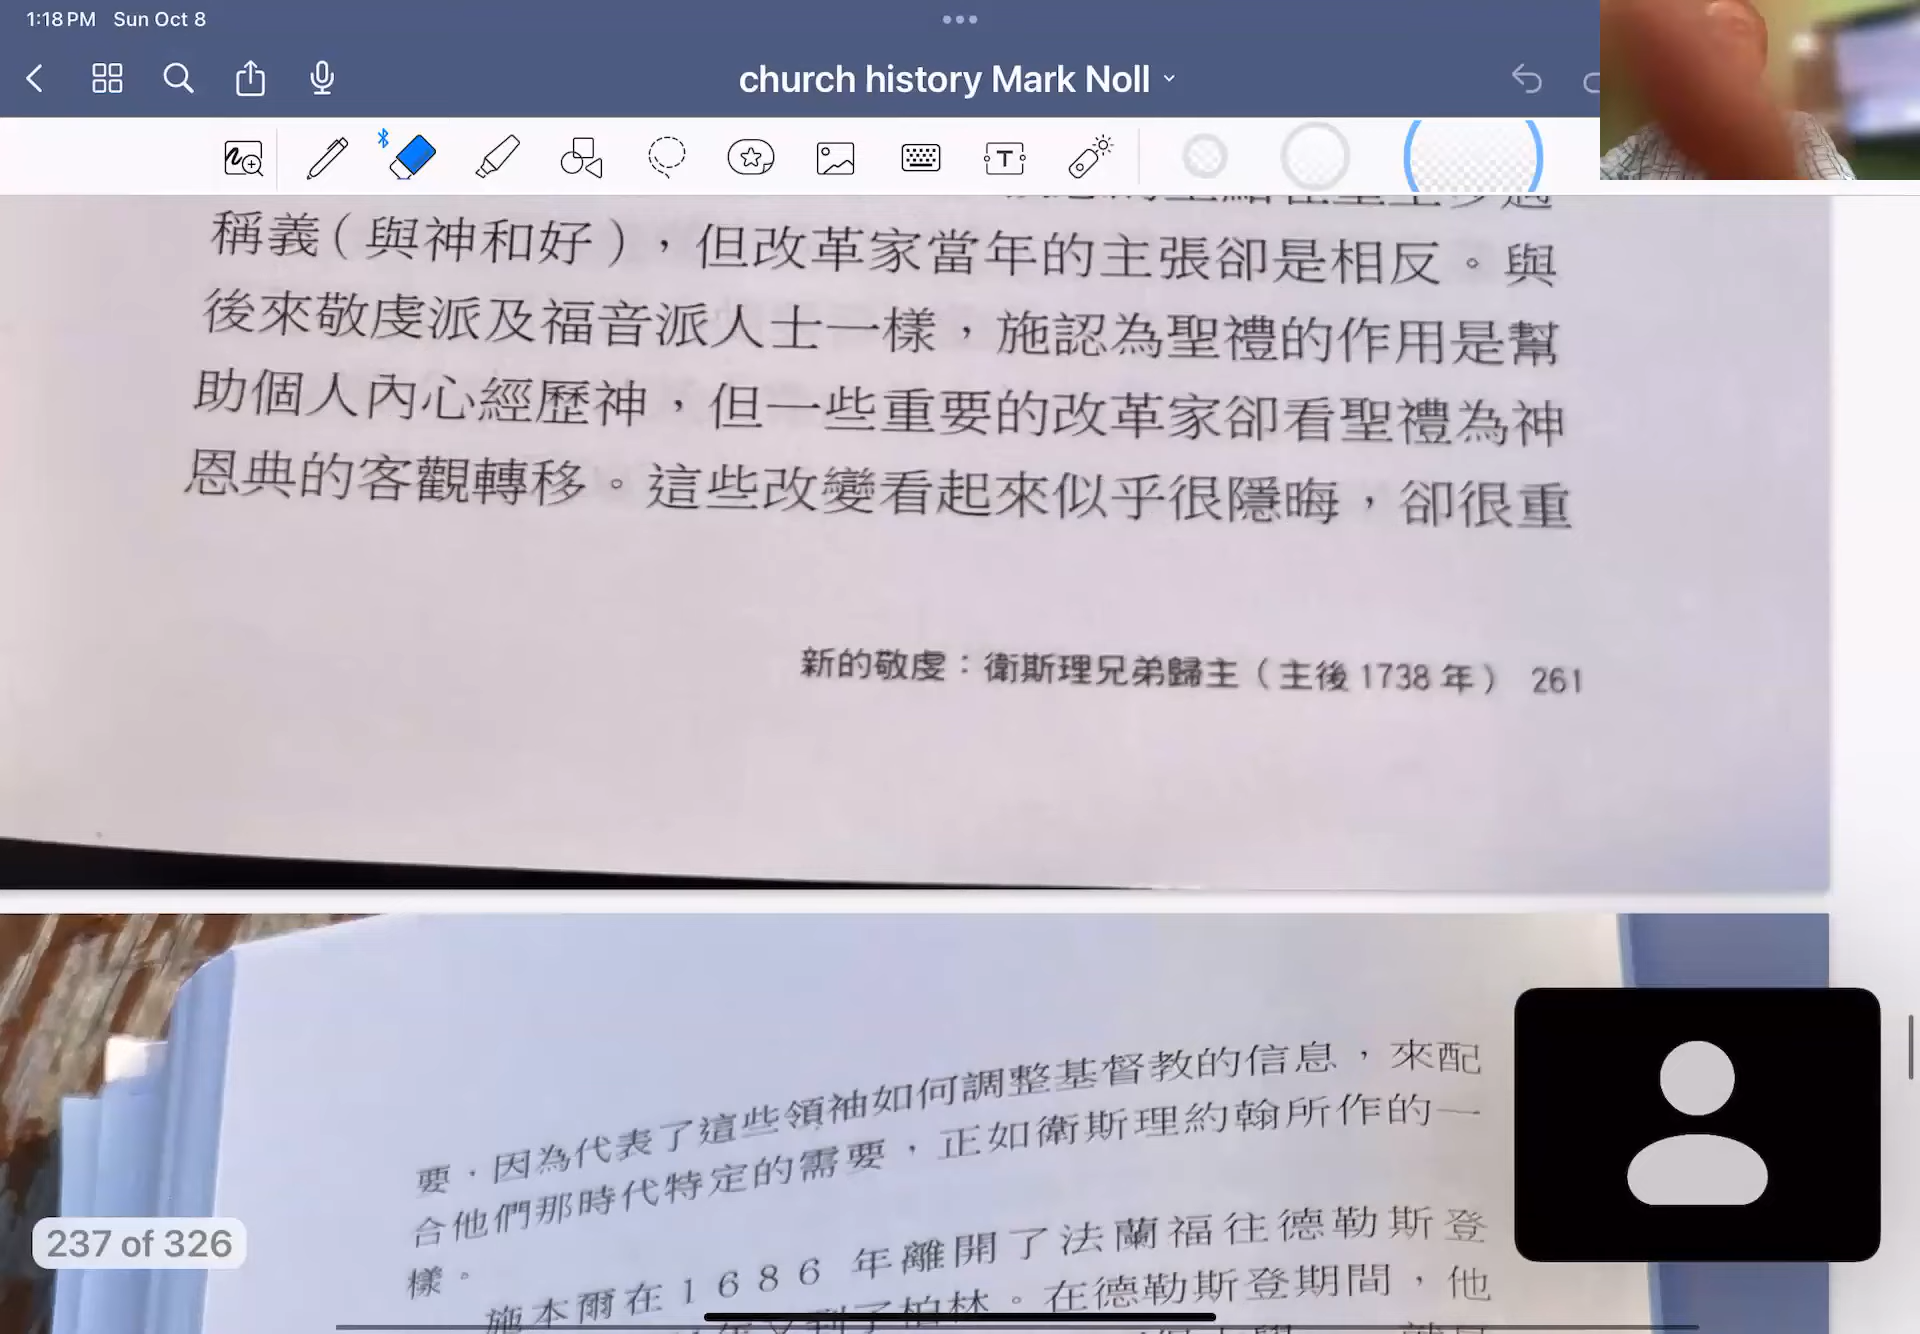 1:18 PM Sun Oct 8
church history Mark Noll
稱義（與神和好），但改革家當年的主張卻是相反。與
後來敬虔派及福音派人士一樣，施認為聖禮的作用是幫
助個人內心經歷神，但一些重要的改革家卻看聖禮為神
恩典的客觀轉移。這些改變看起來似乎很隱晦，卻很重
新的敬虔：衛斯理兄弟歸主（主後 1738 年） 261
要．因為代表了這些領袖如何調整基督教的信息，來配
合他們那時代特定的需要，正如衛斯理約翰所作的一
樣。
施本爾在1686 年離開了法蘭福往德勒斯登
到了柏林。在德勒斯登期間，他
237 of 326